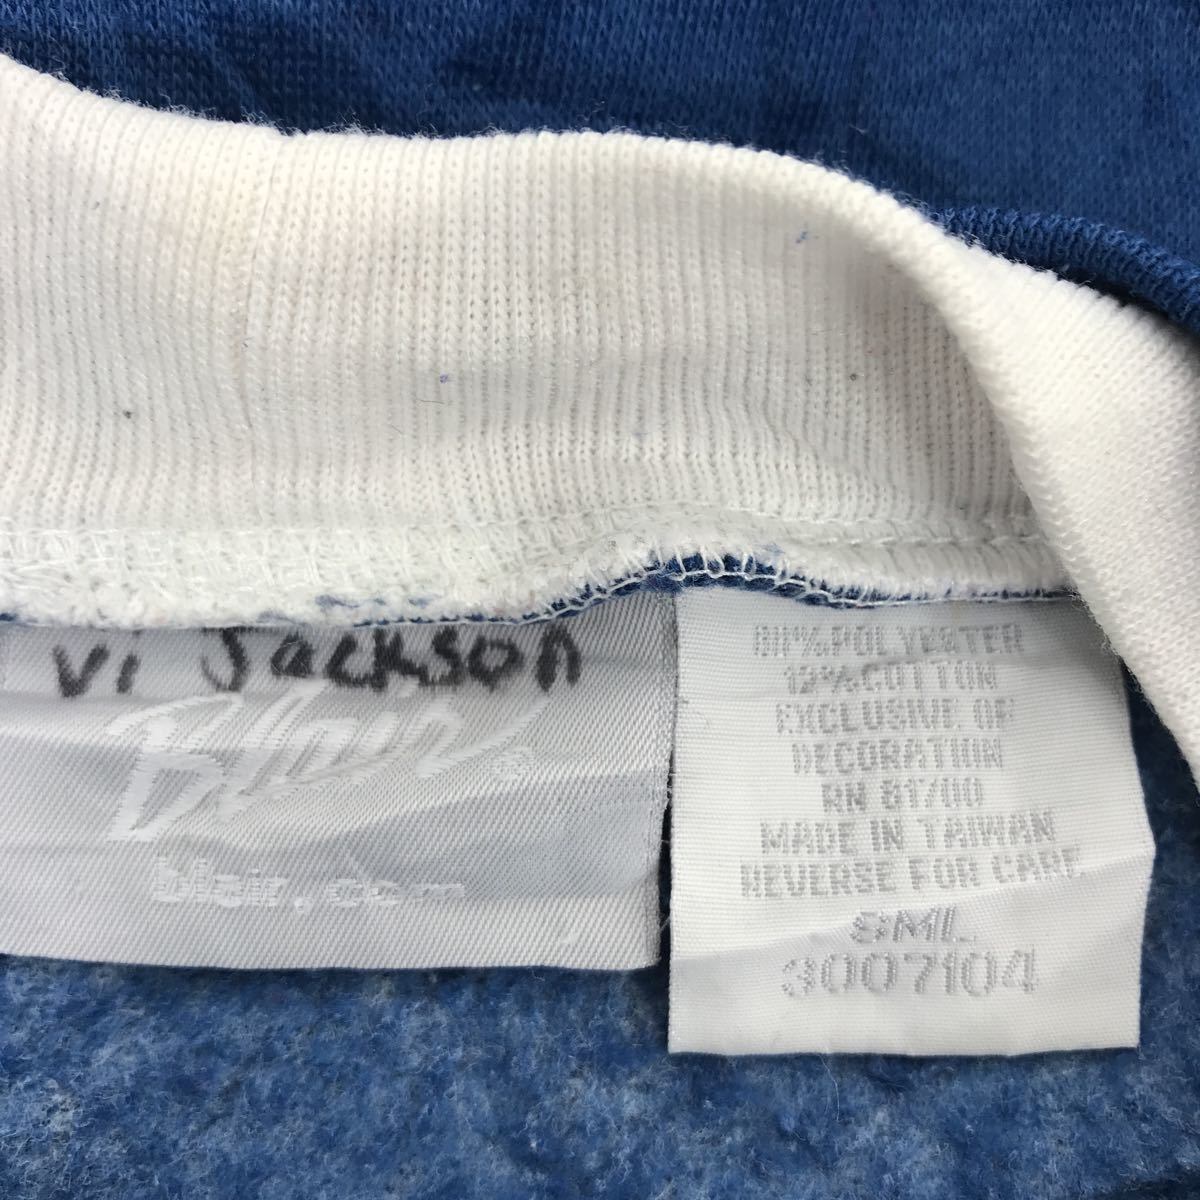 Vi Jackson
Blair®
blair.com
88% POLYESTER
12% COTTON
EXCLUSIVE OF
DECORATION
RN 81700
MADE IN TAIWAN
REVERSE FOR CARE
SML
3007104